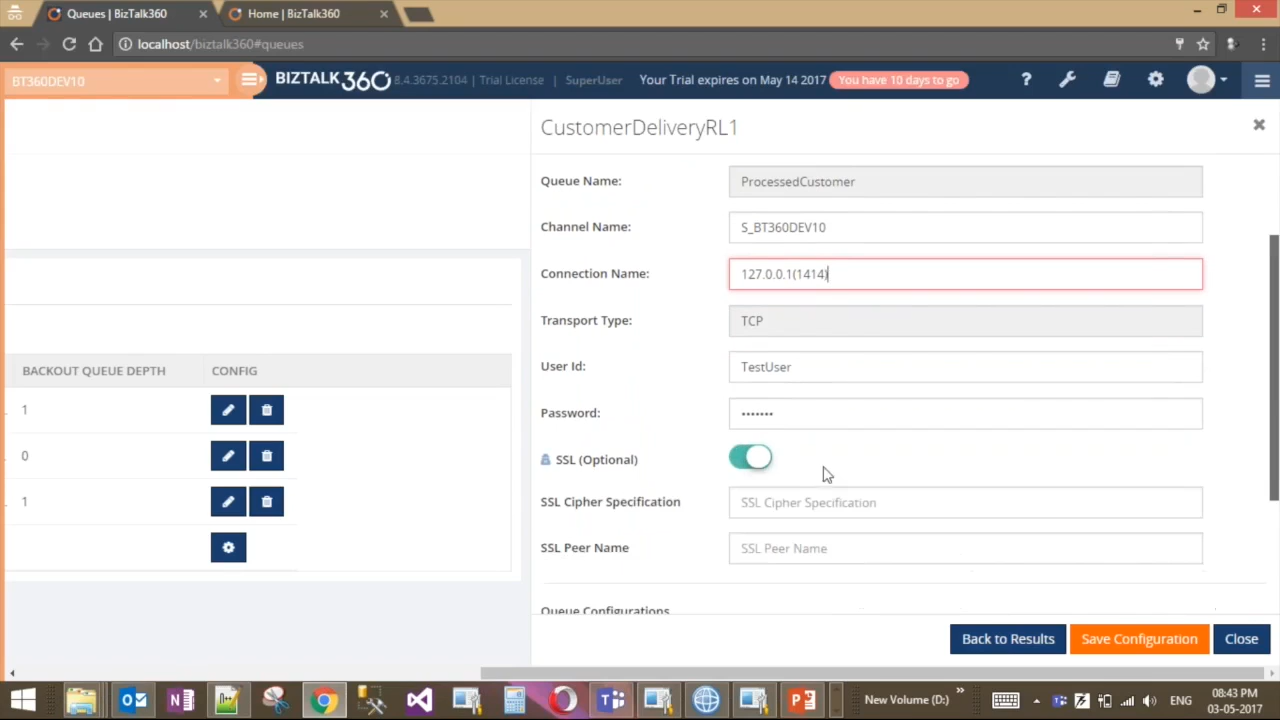 Queues | BizTalk360
Home | BizTalk360
localhost/biztalk360#queues
BT360DEV10
BIZTALK360 8.4.3675.2104 | Trial License | SuperUser Your Trial expires on May 14 2017 You have 10 days to go
CustomerDeliveryRL1
Queue Name: ProcessedCustomer
Channel Name: S_BT360DEV10
Connection Name: 127.0.0.1(1414)
Transport Type: TCP
User Id: TestUser
Password: •••••••
SSL (Optional)
SSL Cipher Specification SSL Cipher Specification
SSL Peer Name SSL Peer Name
Queue Configurations
BACKOUT QUEUE DEPTH CONFIG
1
0
1
Back to Results Save Configuration Close
New Volume (D:) ENG 08:43 PM
03-05-2017